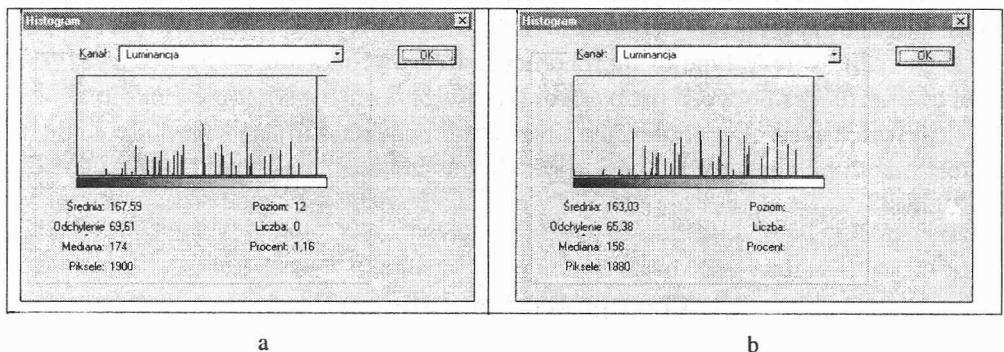 Histogram
Kanał: Luminancja
OK
Średnia: 167,59
Poziom: 12
Odchylenie 69,61
Liczba: 0
Mediana: 174
Procent: 1,16
Piksele: 1900
a
Histogram
Kanał: Luminancja
OK
Średnia: 163,03
Poziom:
Odchylenie 65,38
Liczba:
Mediana: 158
Procent:
Piksele: 1880
b